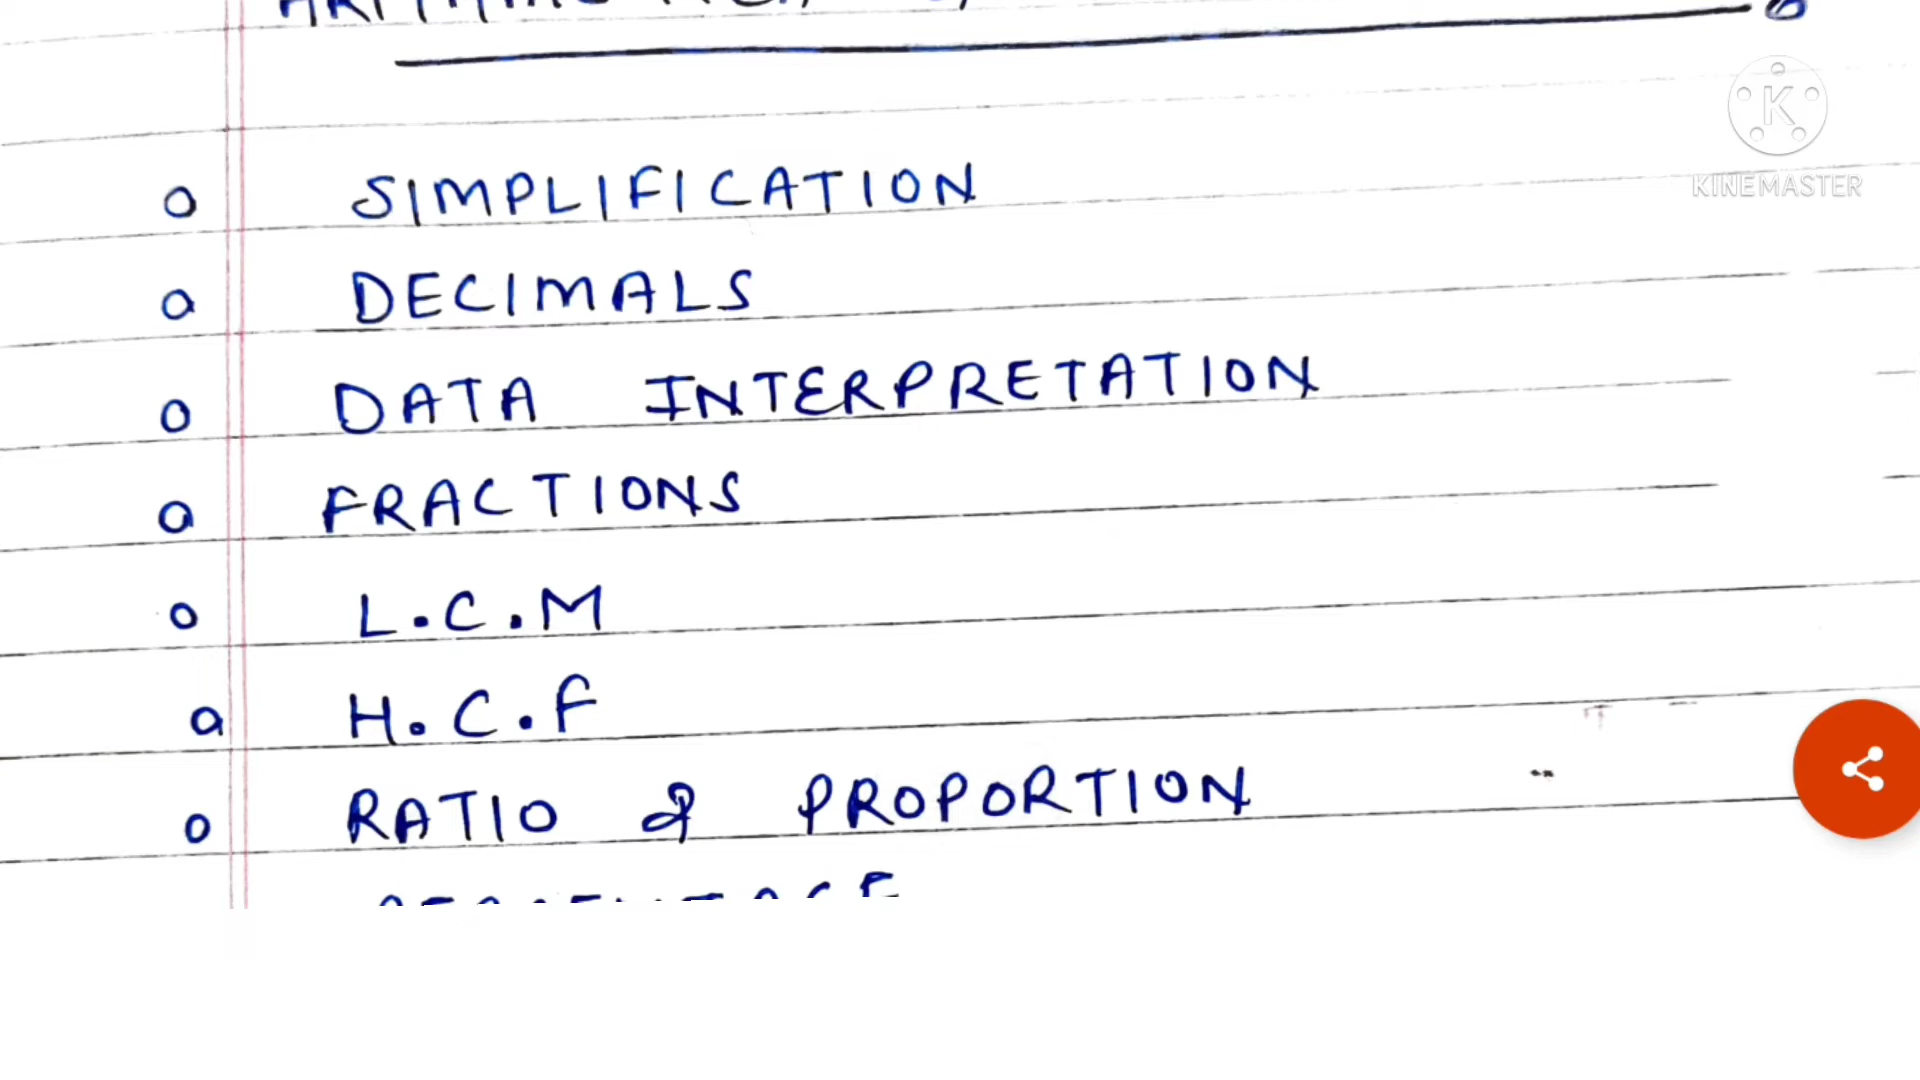 SIMPLIFICATION
KINEMASTER
DECIMALS
DATA INTERPRETATION
FRACTIONS
L.C.M
H.C.F
RATIO & PROPORTION